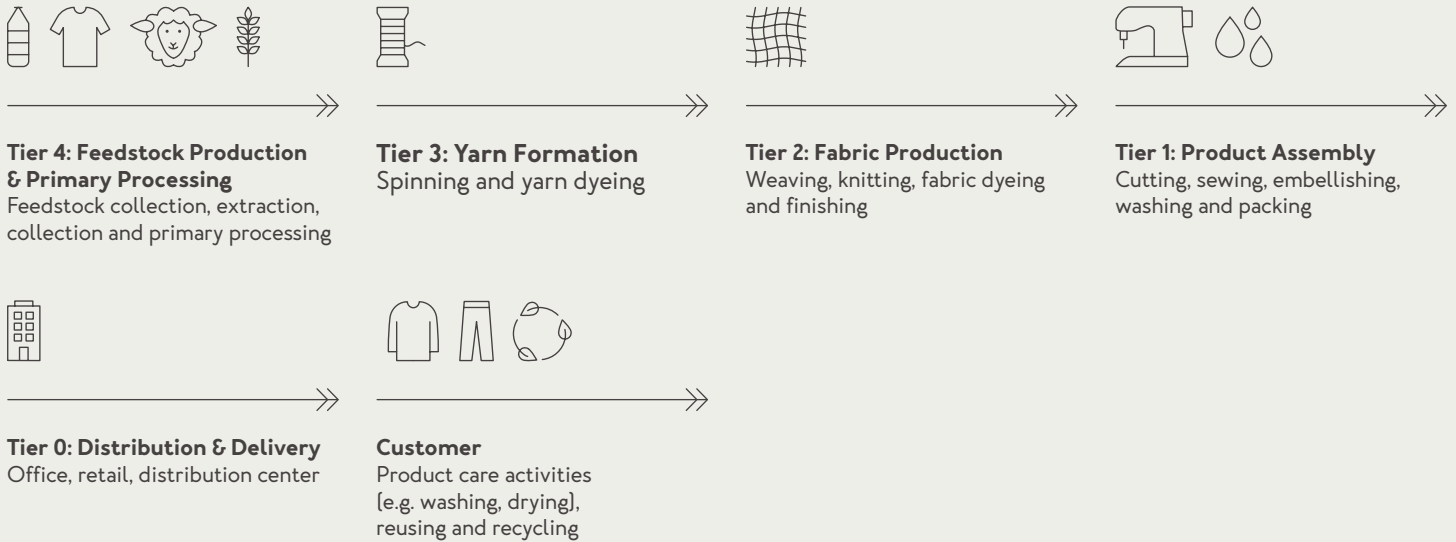 Tier 4: Feedstock Production
& Primary Processing
Feedstock collection, extraction,
collection and primary processing
Tier 3: Yarn Formation
Spinning and yarn dyeing
Tier 2: Fabric Production
Weaving, knitting, fabric dyeing
and finishing
Tier 1: Product Assembly
Cutting, sewing, embellishing,
washing and packing
Tier 0: Distribution & Delivery
Office, retail, distribution center
Customer
Product care activities
(e.g. washing, drying),
reusing and recycling